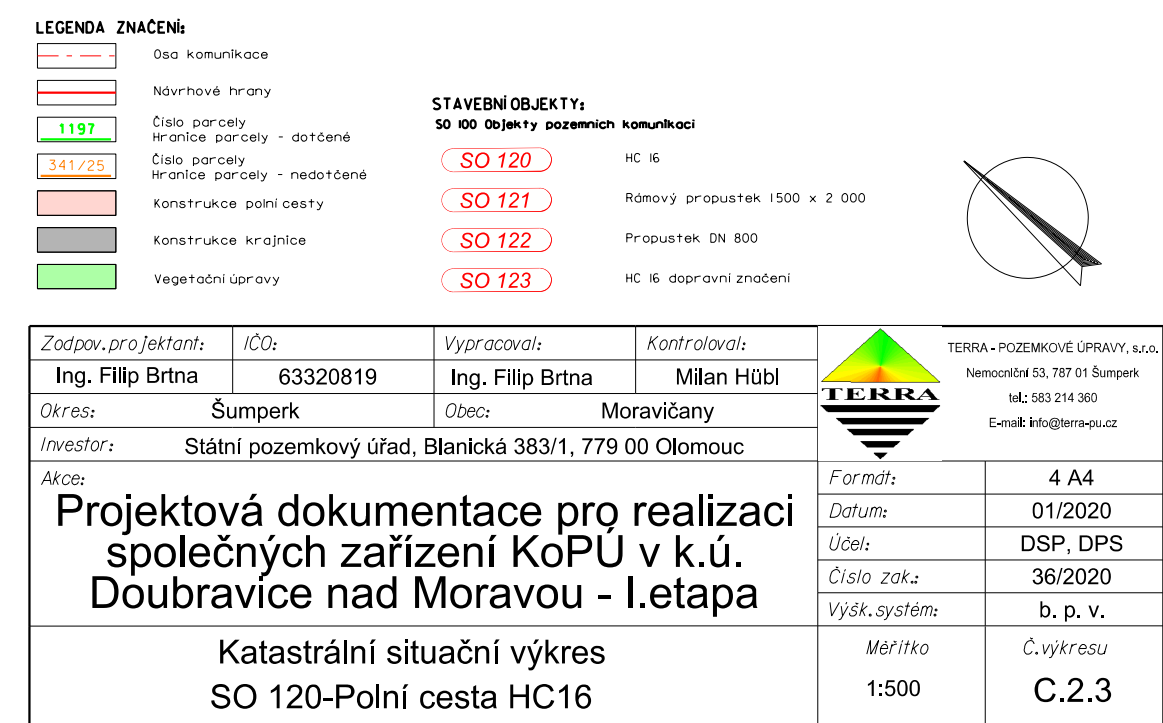 LEGENDA ZNAČENÍ:
Osa komunikace
Návrhové hrany
1197
Číslo parcely
Hranice parcely - dotčené
341/25
Číslo parcely
Hranice parcely - nedotčené
Konstrukce polní cesty
Konstrukce krajnice
Vegetační úpravy
STAVEBNÍ OBJEKTY:
SO 100 Objekty pozemních komunikací
SO 120 HC 16
SO 121 Rámový propustek 1500 x 2 000
SO 122 Propustek DN 800
SO 123 HC 16 dopravní značení
Zodpov.projektant: IČO: Vypracoval: Kontroloval:
Ing. Filip Brtna 63320819 Ing. Filip Brtna Milan Hübl
Okres: Šumperk Obec: Moravičany
Investor: Státní pozemkový úřad, Blanická 383/1, 779 00 Olomouc
TERRA
TERRA - POZEMKOVÉ ÚPRAVY, s.r.o.
Nemocniční 53, 787 01 Šumperk
tel.: 583 214 360
E-mail: info@terra-pu.cz
Akce:
Projektová dokumentace pro realizaci
společných zařízení KoPÚ v k.ú.
Doubravice nad Moravou - I.etapa
Formát: 4 A4
Datum: 01/2020
Účel: DSP, DPS
Číslo zak.: 36/2020
Výšk.systém: b. p. v.
Katastrální situační výkres
SO 120-Polní cesta HC16
Měřítko Č.výkresu
1:500 C.2.3